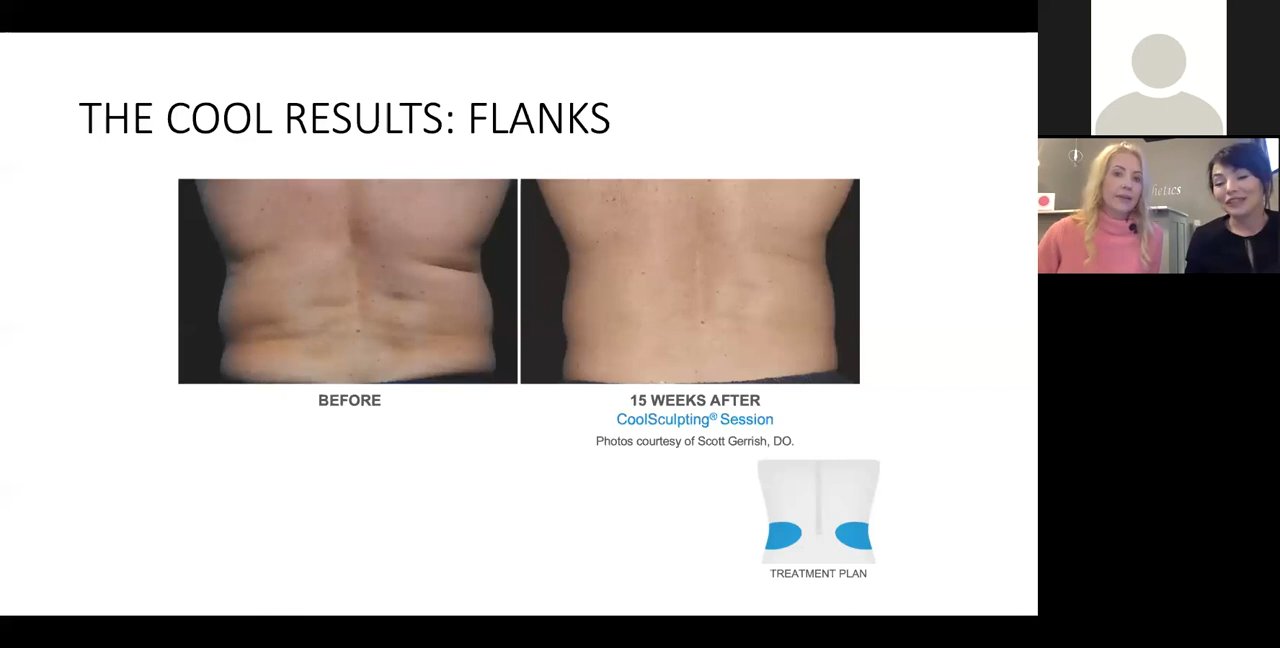 THE COOL RESULTS: FLANKS
BEFORE
15 WEEKS AFTER
CoolSculpting® Session
Photos courtesy of Scott Gerrish, DO.
TREATMENT PLAN